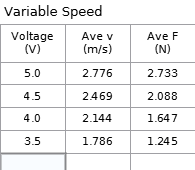 Variable Speed
Voltage (V) Ave v (m/s) Ave F (N)
5.0 2.776 2.733
4.5 2.469 2.088
4.0 2.144 1.647
3.5 1.786 1.245